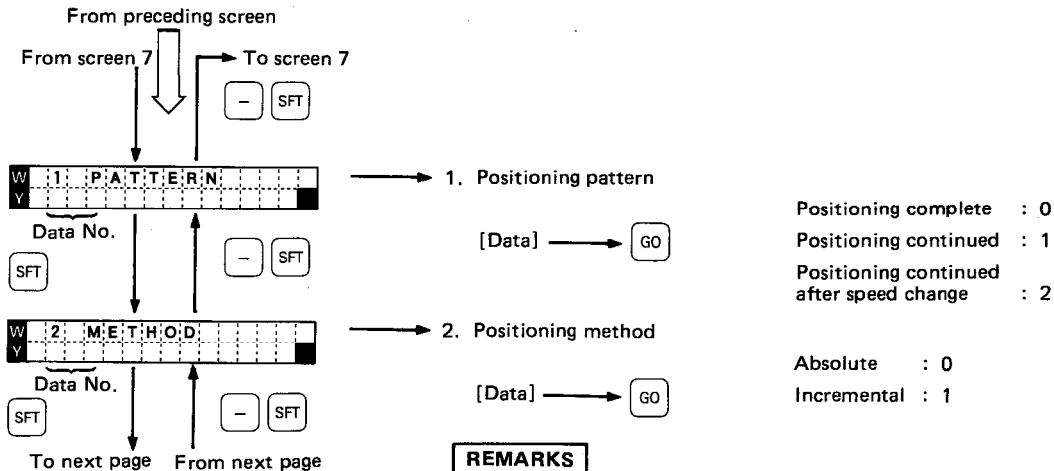 From preceding screen
From screen 7
To screen 7
− SFT
W 1 PATTERN
Y
1. Positioning pattern
Data No.
[Data] GO
Positioning complete : 0
Positioning continued : 1
Positioning continued
after speed change : 2
SFT
− SFT
W 2 METHOD
Y
2. Positioning method
Data No.
[Data] GO
Absolute : 0
Incremental : 1
SFT
− SFT
To next page
From next page
REMARKS